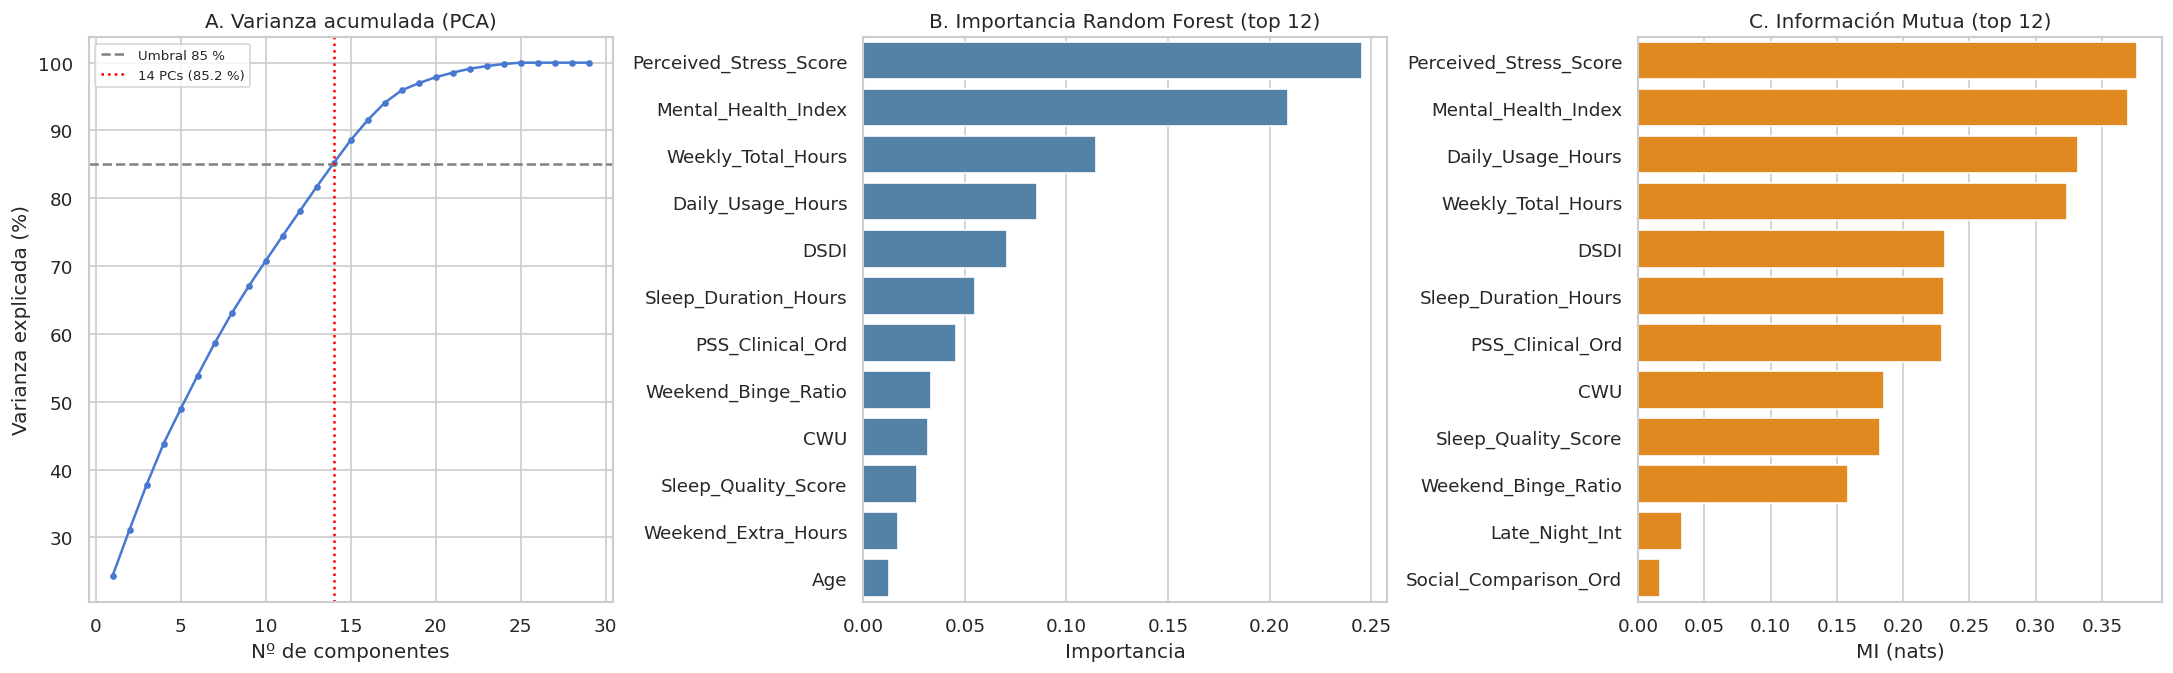 A. Varianza acumulada (PCA)
Umbral 85 %
14 PCs (85.2 %)
Varianza explicada (%)
100
90
80
70
60
50
40
30
0 5 10 15 20 25 30
Nº de componentes
B. Importancia Random Forest (top 12)
Perceived_Stress_Score
Mental_Health_Index
Weekly_Total_Hours
Daily_Usage_Hours
DSDI
Sleep_Duration_Hours
PSS_Clinical_Ord
Weekend_Binge_Ratio
CWU
Sleep_Quality_Score
Weekend_Extra_Hours
Age
0.00 0.05 0.10 0.15 0.20 0.25
Importancia
C. Información Mutua (top 12)
Perceived_Stress_Score
Mental_Health_Index
Daily_Usage_Hours
Weekly_Total_Hours
DSDI
Sleep_Duration_Hours
PSS_Clinical_Ord
CWU
Sleep_Quality_Score
Weekend_Binge_Ratio
Late_Night_Int
Social_Comparison_Ord
0.00 0.05 0.10 0.15 0.20 0.25 0.30 0.35
MI (nats)